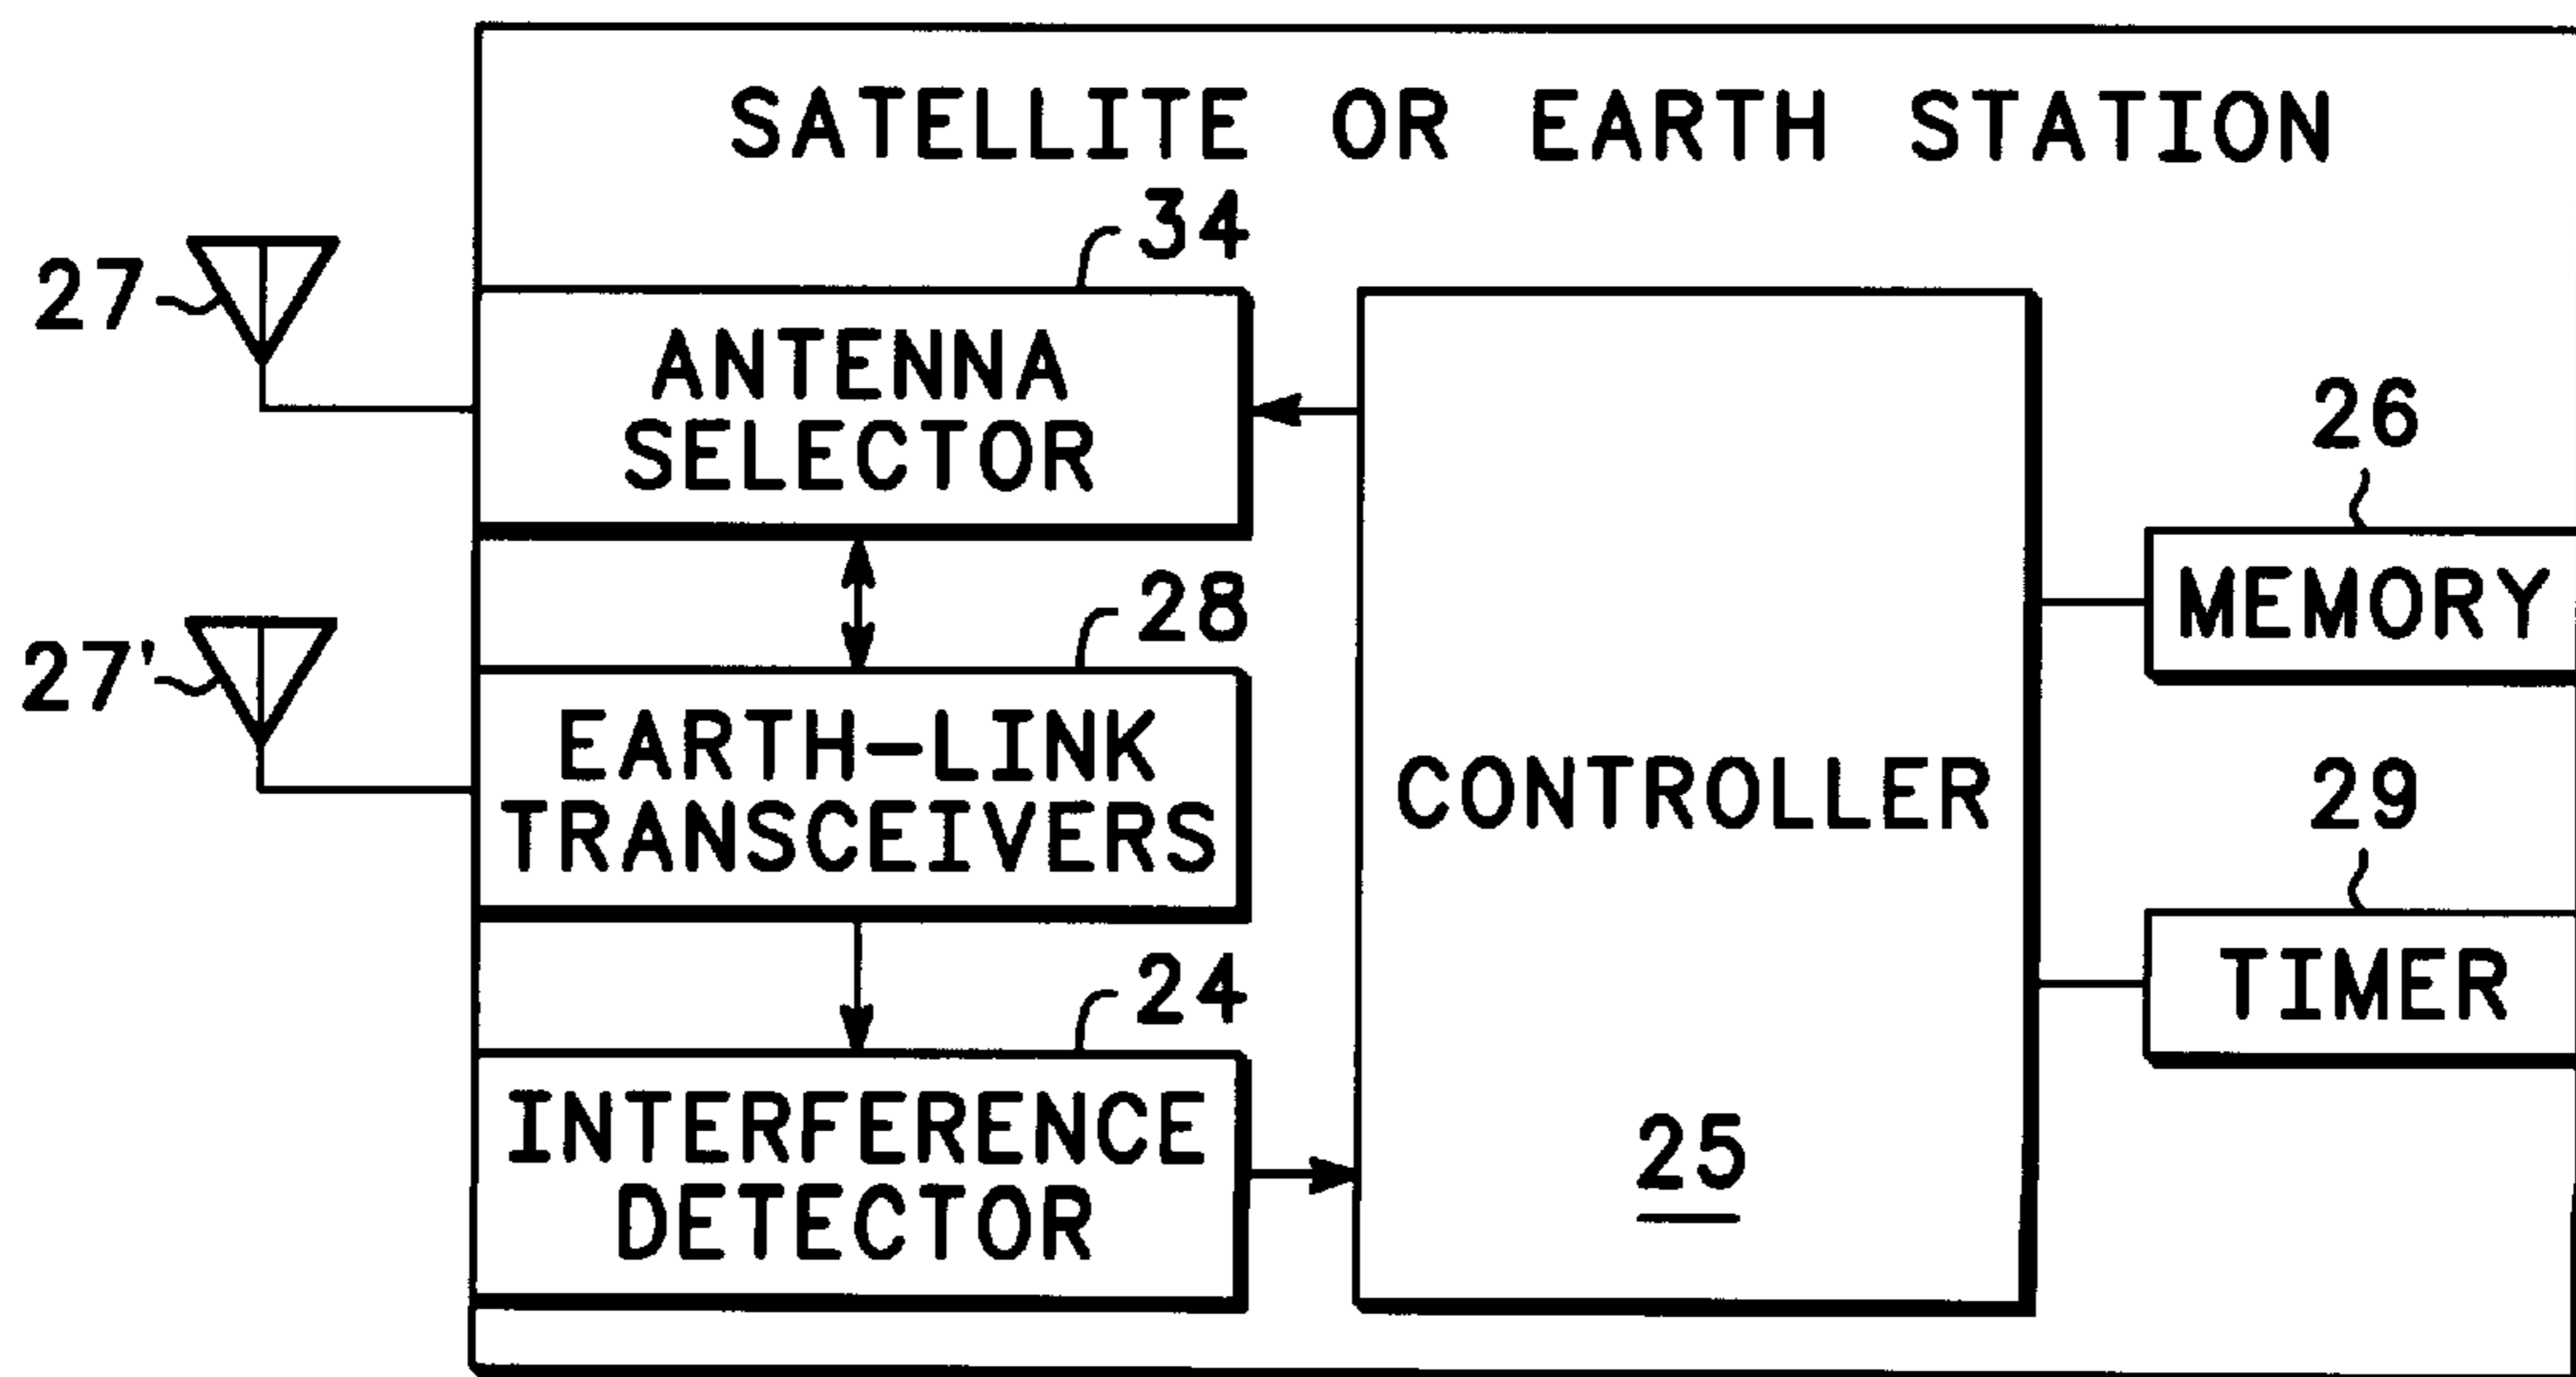 SATELLITE OR EARTH STATION
34
27
ANTENNA
SELECTOR
26
28
MEMORY
27'
EARTH-LINK
TRANSCEIVERS
CONTROLLER
29
24
TIMER
INTERFERENCE
DETECTOR
25